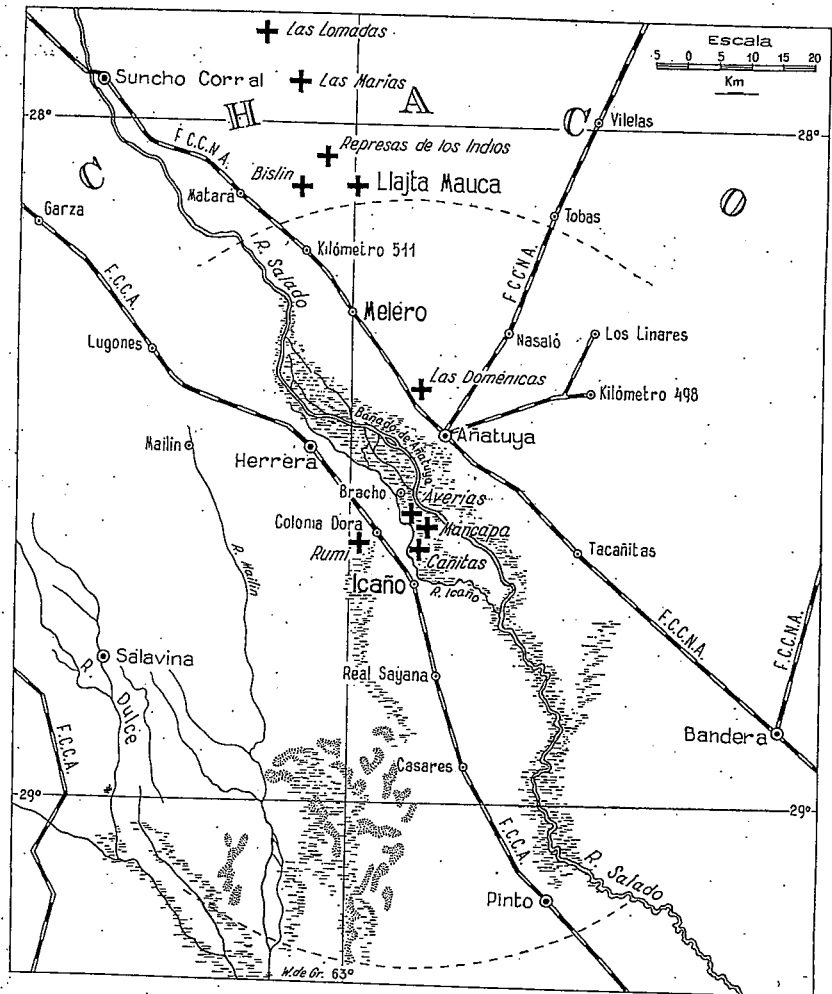 Las Lomadas
Escala
5 0 5 10 15 20
Km
Suncho Corral
Las Marías
C H A C O
28°
28°
F.C.C.N.A.
Vilelas
Represas de los Indios
Bislín
Llajta Mauca
Matará
Garza
Tobas
Kilómetro 511
R. Salado
F.C.C.A.
F.C.C.N.A.
Melero
Lugones
Nasaló
Los Linares
Las Doménicas
Kilómetro 498
Bañado de Añatuya
Añatuya
Mailín
Herrera
Bracho
Averías
Colonia Dora
Mancapa
Rumi
Cañitas
Tacañitas
R. Mailin
Icaño
R. Icaño
F.C.C.N.A.
F.C.C.N.A.
Salavina
R. Dulce
Real Sayana
F.C.C.A.
Bandera
Casares
29°
29°
F.C.C.A.
R. Salado
Pinto
W. de Gr. 63°